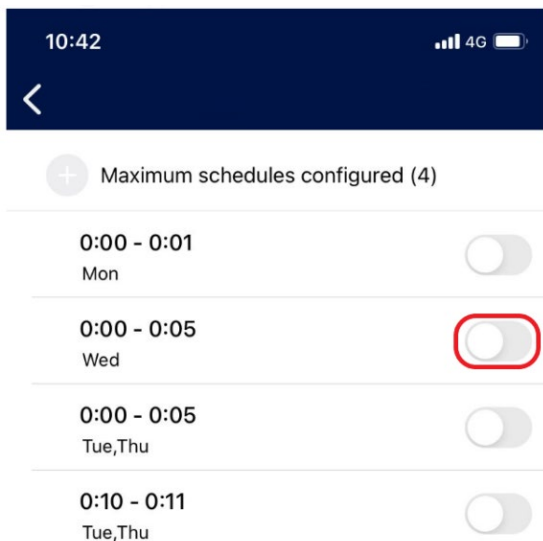 10:42 4G
Maximum schedules configured (4)
0:00 - 0:01
Mon
0:00 - 0:05
Wed
0:00 - 0:05
Tue,Thu
0:10 - 0:11
Tue,Thu